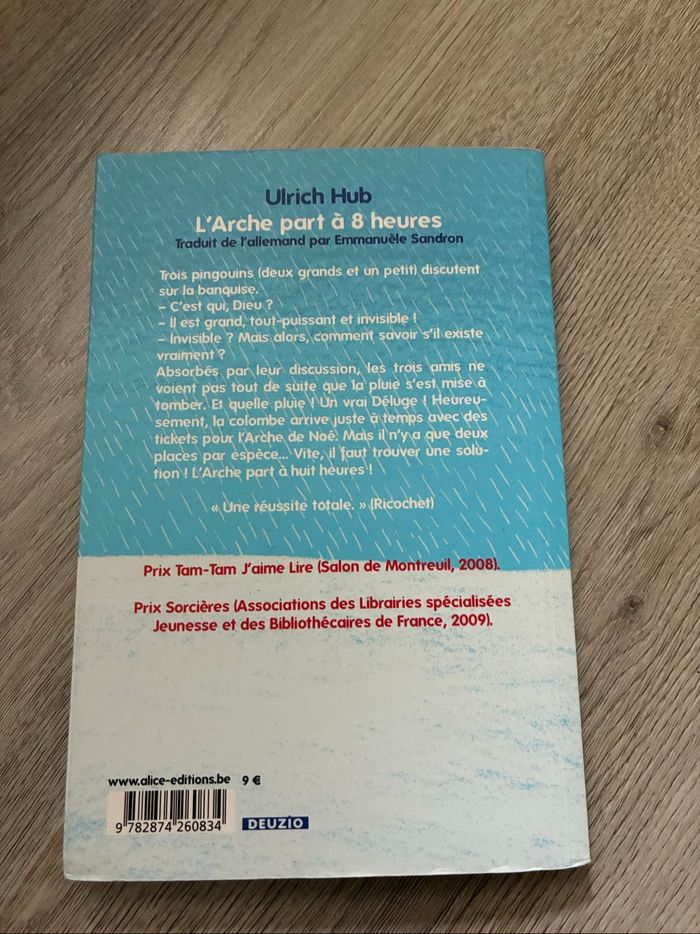 Ulrich Hub
L'Arche part à 8 heures
Traduit de l'allemand par Emmanuèle Sandron
Trois pingouins (deux grands et un petit) discutent
sur la banquise.
– C'est qui, Dieu ?
– Il est grand, tout-puissant et invisible !
– Invisible ? Mais alors, comment savoir s'il existe
vraiment ?
Absorbés par leur discussion, les trois amis ne
voient pas tout de suite que la pluie s'est mise à
tomber. Et quelle pluie ! Un vrai Déluge ! Heureu-
sement, la colombe arrive juste à temps avec des
tickets pour l'Arche de Noé. Mais il n'y a que deux
places par espèce... Vite, il faut trouver une solu-
tion ! L'Arche part à huit heures !
« Une réussite totale. » (Ricochet)
Prix Tam-Tam J'aime Lire (Salon de Montreuil, 2008).
Prix Sorcières (Associations des Librairies spécialisées
Jeunesse et des Bibliothécaires de France, 2009).
www.alice-editions.be 9 €
9 782874 260834
DEUZIO